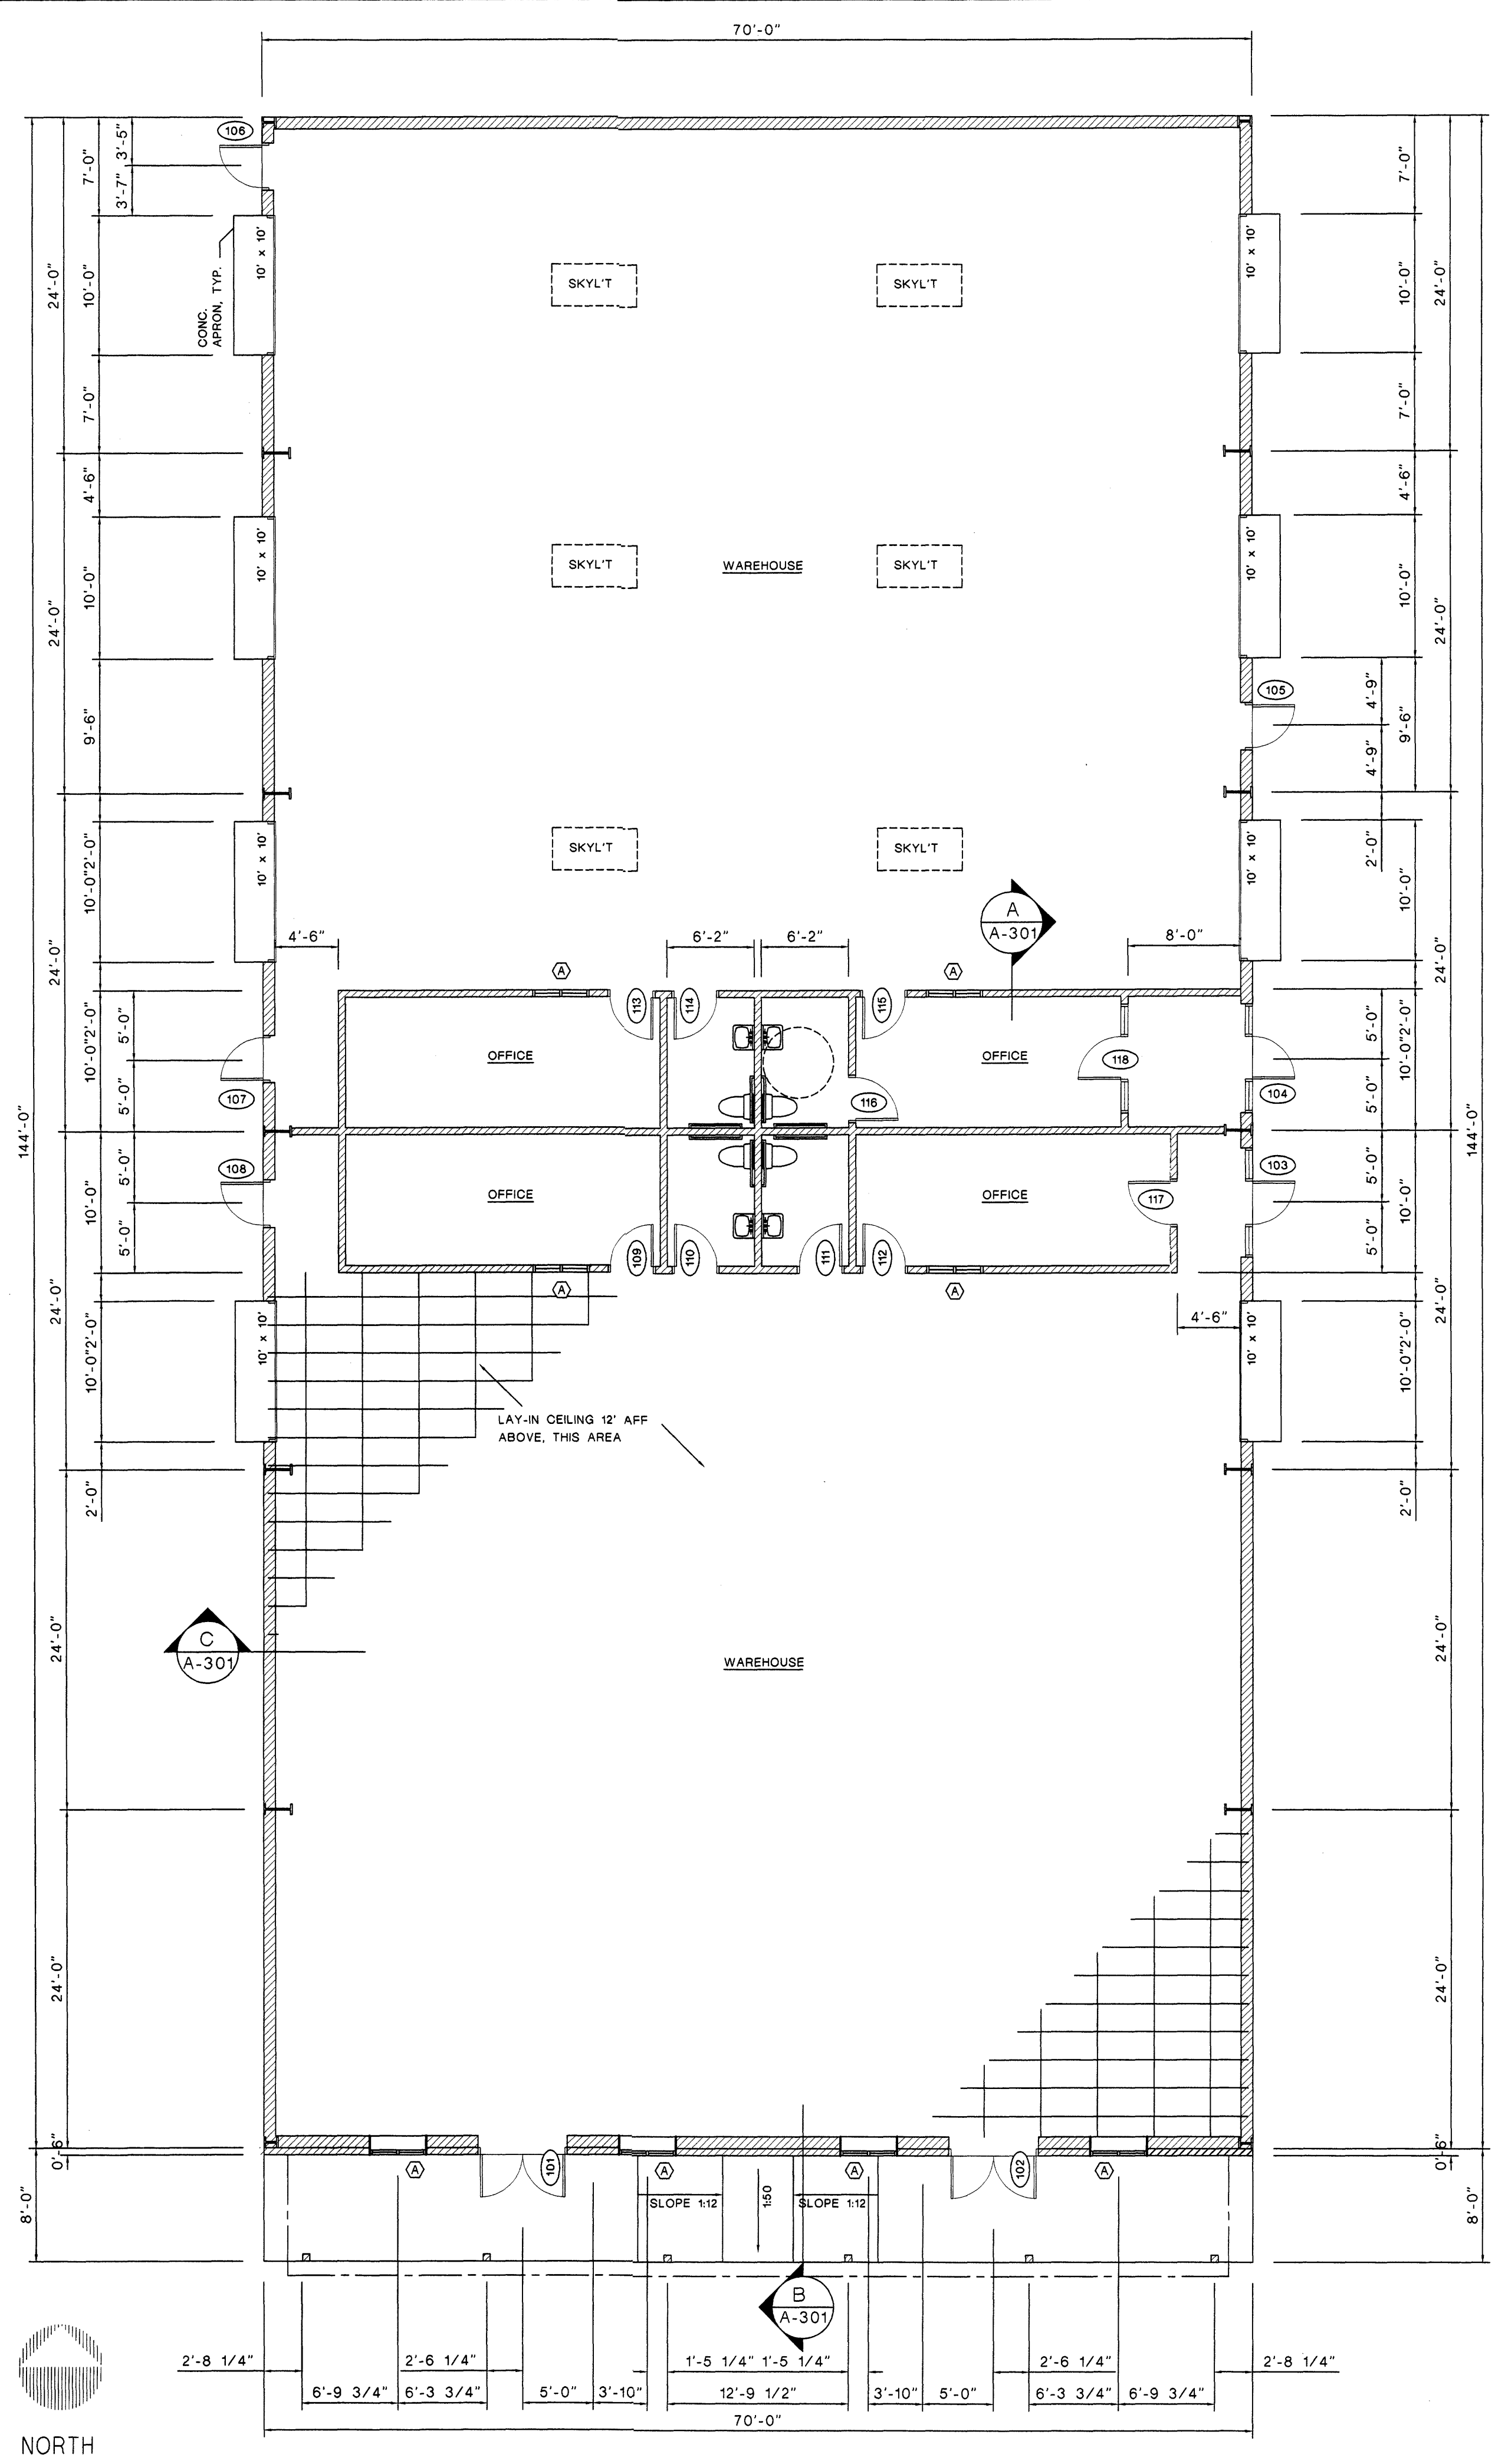 70'-0"
106
3'-5"
7'-0"
3'-7"
10' x 10'
CONC.
APRON, TYP.
24'-0"
10'-0"
7'-0"
SKYL'T
SKYL'T
10' x 10'
7'-0"
10'-0"
24'-0"
7'-0"
4'-6"
10' x 10'
10'-0"
24'-0"
9'-6"
SKYL'T
WAREHOUSE
SKYL'T
10' x 10'
4'-6"
10'-0"
24'-0"
105
4'-9"
9'-6"
4'-9"
2'-0"
10'-0"2'-0"
10' x 10'
SKYL'T
SKYL'T
10' x 10'
10'-0"
A
A-301
24'-0"
4'-6"
6'-2"
6'-2"
8'-0"
24'-0"
A
A
113
114
115
10'-0"2'-0"
5'-0"
5'-0"
OFFICE
OFFICE
118
116
104
107
5'-0"
5'-0"
10'-0"2'-0"
144'-0"
144'-0"
108
103
10'-0"
5'-0"
5'-0"
OFFICE
OFFICE
117
5'-0"
5'-0"
10'-0"
109
110
111
112
A
A
24'-0"
10'-0"2'-0"
10' x 10'
4'-6"
10' x 10'
10'-0"2'-0"
24'-0"
LAY-IN CEILING 12' AFF
ABOVE, THIS AREA
2'-0"
2'-0"
C
A-301
24'-0"
WAREHOUSE
24'-0"
24'-0"
24'-0"
0'-6"
0'-6"
A
101
A
A
102
A
8'-0"
SLOPE 1:12
1:50
SLOPE 1:12
8'-0"
B
A-301
2'-8 1/4"
2'-6 1/4"
1'-5 1/4" 1'-5 1/4"
2'-6 1/4"
2'-8 1/4"
6'-9 3/4"
6'-3 3/4"
5'-0"
3'-10"
12'-9 1/2"
3'-10"
5'-0"
6'-3 3/4"
6'-9 3/4"
70'-0"
NORTH